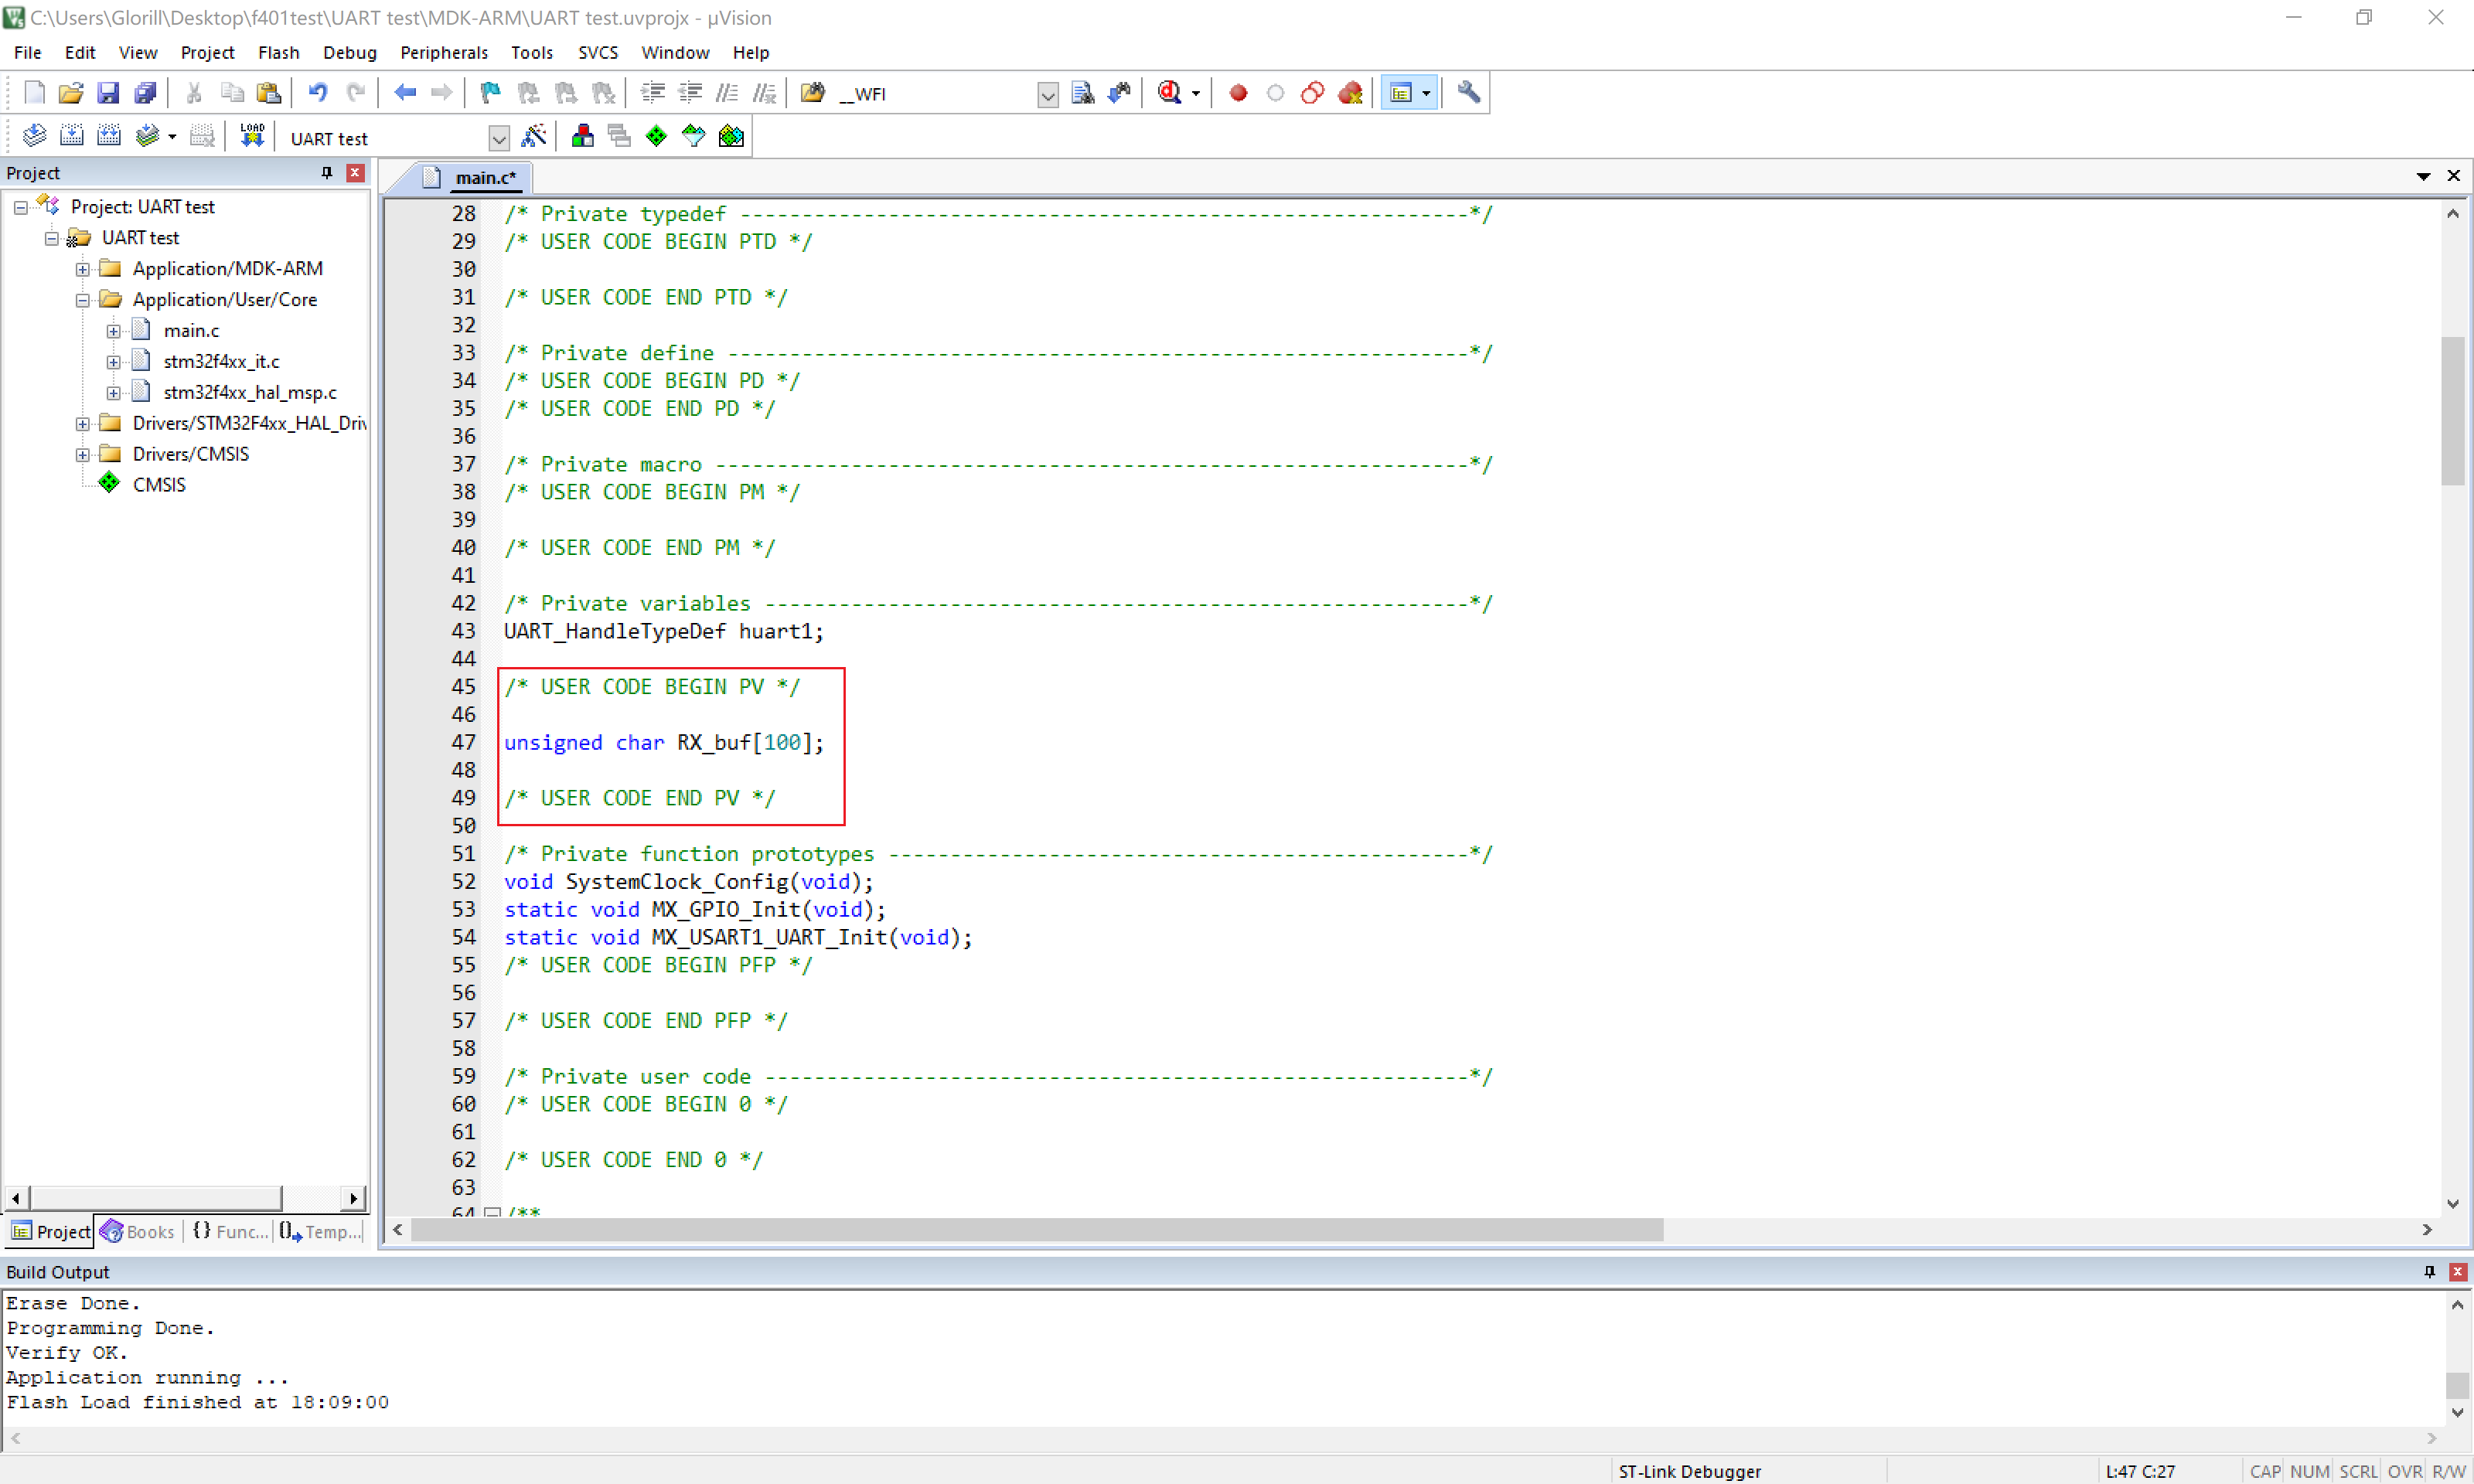 C:\Users\Glorill\Desktop\f401test\UART test\MDK-ARM\UART test.uvprojx - µVision
File Edit View Project Flash Debug Peripherals Tools SVCS Window Help
__WFI
LOAD UART test
Project
main.c*
Project: UART test
UART test
Application/MDK-ARM
Application/User/Core
main.c
stm32f4xx_it.c
stm32f4xx_hal_msp.c
Drivers/STM32F4xx_HAL_Driv
Drivers/CMSIS
CMSIS
Project Books {} Func... Temp...
28 /* Private typedef -----------------------------------------------------------*/
29 /* USER CODE BEGIN PTD */
30
31 /* USER CODE END PTD */
32
33 /* Private define ------------------------------------------------------------*/
34 /* USER CODE BEGIN PD */
35 /* USER CODE END PD */
36
37 /* Private macro -------------------------------------------------------------*/
38 /* USER CODE BEGIN PM */
39
40 /* USER CODE END PM */
41
42 /* Private variables ---------------------------------------------------------*/
43 UART_HandleTypeDef huart1;
44
45 /* USER CODE BEGIN PV */
46
47 unsigned char RX_buf[100];
48
49 /* USER CODE END PV */
50
51 /* Private function prototypes -----------------------------------------------*/
52 void SystemClock_Config(void);
53 static void MX_GPIO_Init(void);
54 static void MX_USART1_UART_Init(void);
55 /* USER CODE BEGIN PFP */
56
57 /* USER CODE END PFP */
58
59 /* Private user code ---------------------------------------------------------*/
60 /* USER CODE BEGIN 0 */
61
62 /* USER CODE END 0 */
63
64 /**
Build Output
Erase Done.
Programming Done.
Verify OK.
Application running ...
Flash Load finished at 18:09:00
ST-Link Debugger L:47 C:27 CAP NUM SCRL OVR R/W